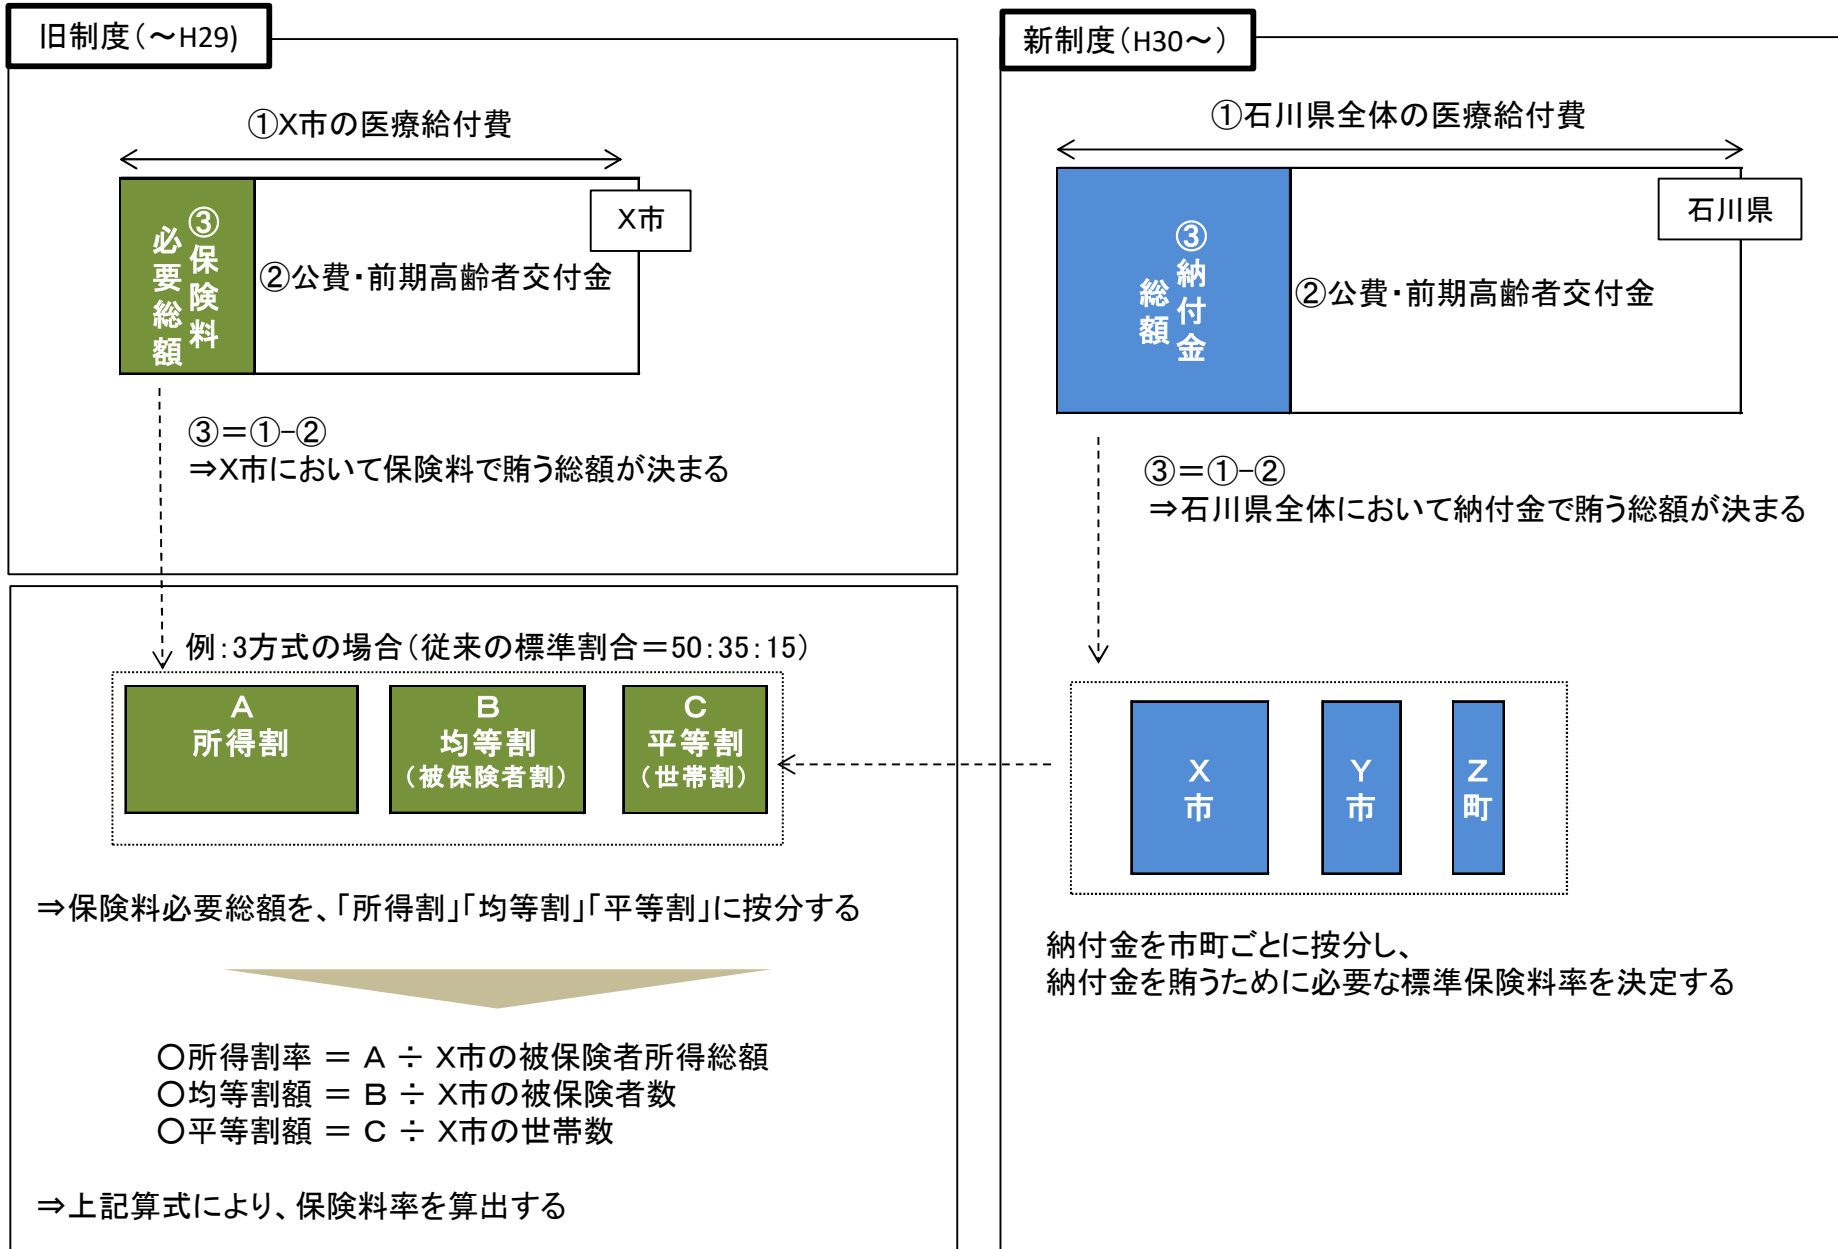 旧制度(～H29)
①X市の医療給付費
③保険料
必要総額
②公費・前期高齢者交付金
X市
③＝①-②
⇒X市において保険料で賄う総額が決まる
例：3方式の場合（従来の標準割合＝50：35：15）
A
所得割
B
均等割
（被保険者割）
C
平等割
（世帯割）
⇒保険料必要総額を、「所得割」「均等割」「平等割」に按分する
〇所得割率 ＝ A ÷ X市の被保険者所得総額
〇均等割額 ＝ B ÷ X市の被保険者数
〇平等割額 ＝ C ÷ X市の世帯数
⇒上記算式により、保険料率を算出する
新制度（H30～）
①石川県全体の医療給付費
③納付金
総額
②公費・前期高齢者交付金
石川県
③＝①-②
⇒石川県全体において納付金で賄う総額が決まる
X市
Y市
Z町
納付金を市町ごとに按分し、
納付金を賄うために必要な標準保険料率を決定する